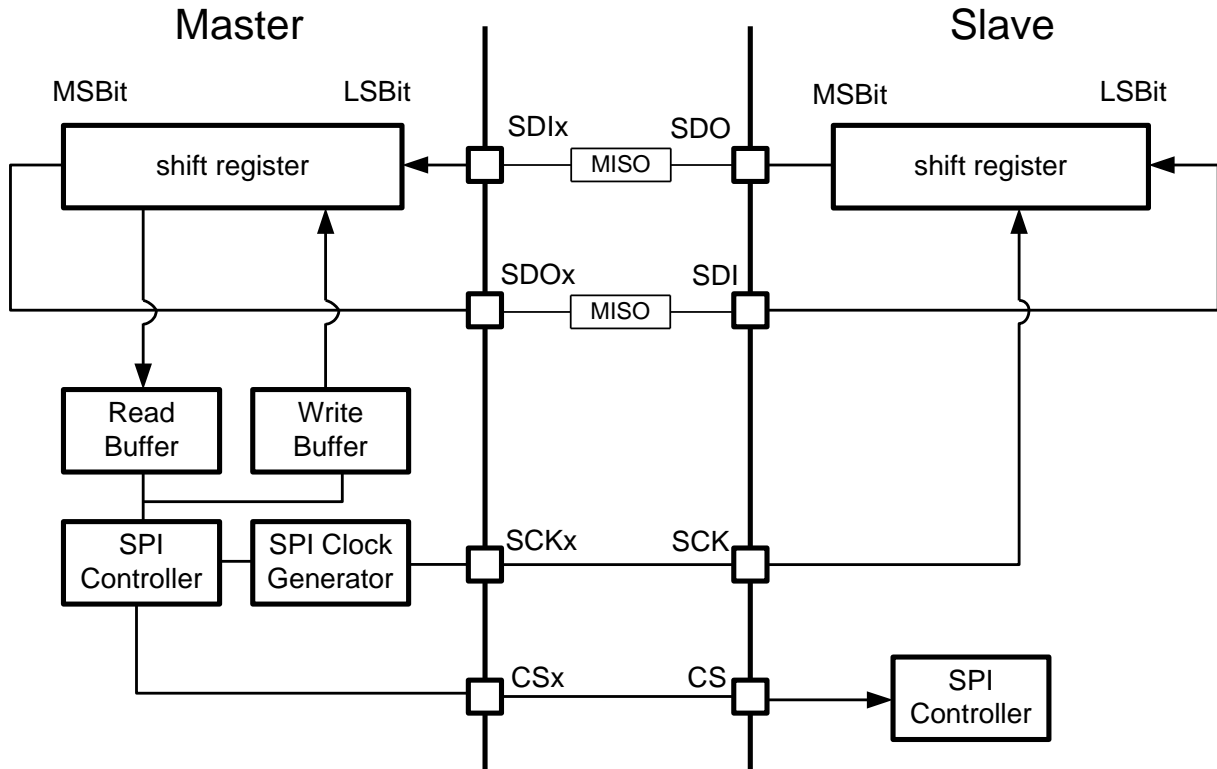 Master
Slave
MSBit
LSBit
MSBit
LSBit
SDIx
SDO
shift register
MISO
shift register
SDOx
SDI
MISO
Read
Buffer
Write
Buffer
SPI
Controller
SPI Clock
Generator
SCKx
SCK
CSx
CS
SPI
Controller